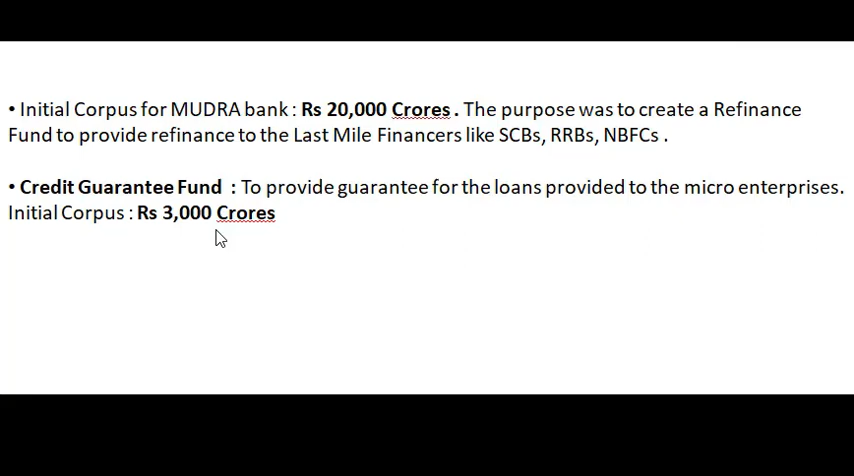 • Initial Corpus for MUDRA bank : Rs 20,000 Crores . The purpose was to create a Refinance
Fund to provide refinance to the Last Mile Financers like SCBs, RRBs, NBFCs .
• Credit Guarantee Fund : To provide guarantee for the loans provided to the micro enterprises.
Initial Corpus : Rs 3,000 Crores